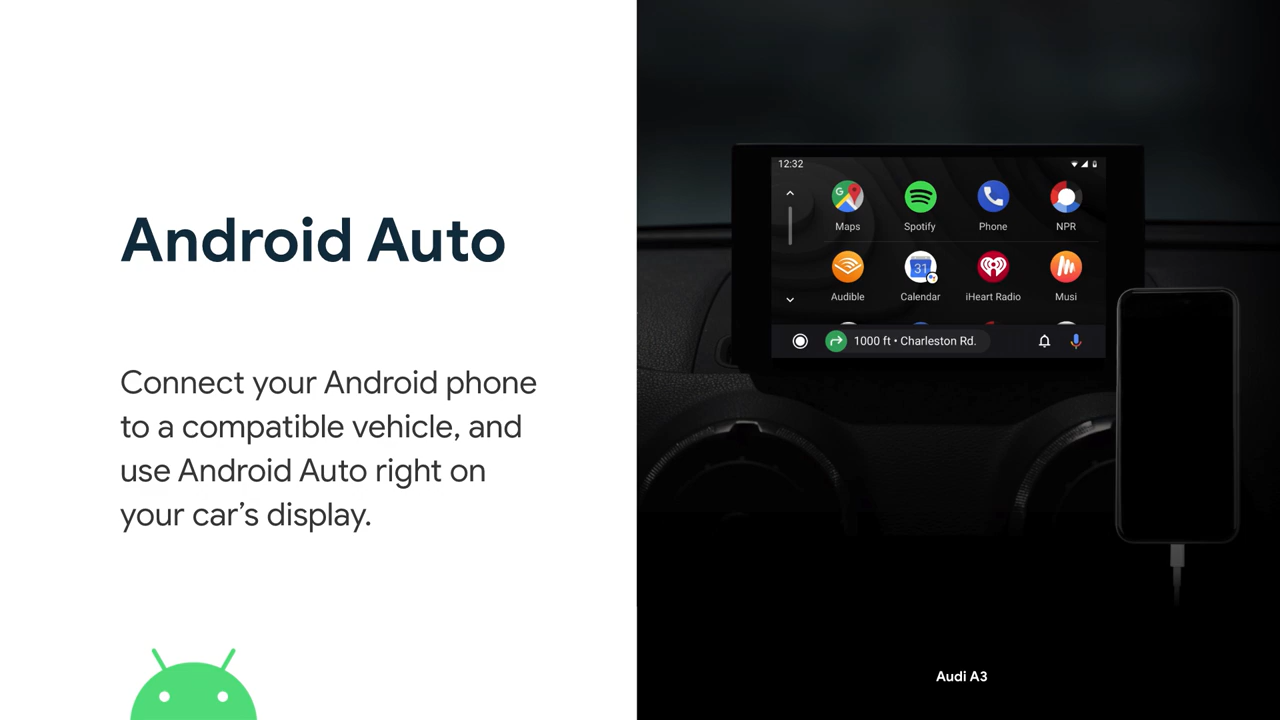 Android Auto
Connect your Android phone
to a compatible vehicle, and
use Android Auto right on
your car’s display.
12:32
Maps
Spotify
Phone
NPR
Audible
31
Calendar
iHeart Radio
Musi
1000 ft • Charleston Rd.
Audi A3